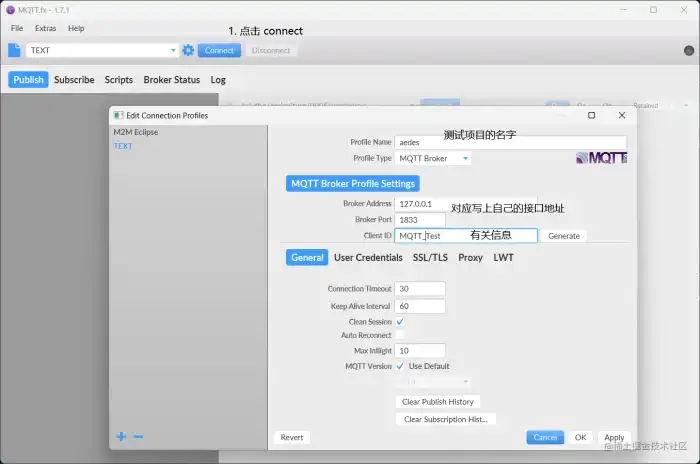 MQTT.fx - 1.7.1
File Extras Help
1. 点击 connect
TEXT Connect Disconnect
Publish Subscribe Scripts Broker Status Log
Edit Connection Profiles
M2M Eclipse
TEXT
测试项目的名字
Profile Name aedes
Profile Type MQTT Broker
MQTT
MQTT Broker Profile Settings
Broker Address 127.0.0.1
对应写上自己的接口地址
Broker Port 1833
Client ID MQTT_Test 有关信息 Generate
General User Credentials SSL/TLS Proxy LWT
Connection Timeout 30
Keep Alive Interval 60
Clean Session
Auto Reconnect
Max Inflight 10
MQTT Version Use Default
Clear Publish History
Clear Subscription Hist...
Revert Cancel OK Apply
@稀土掘金技术社区